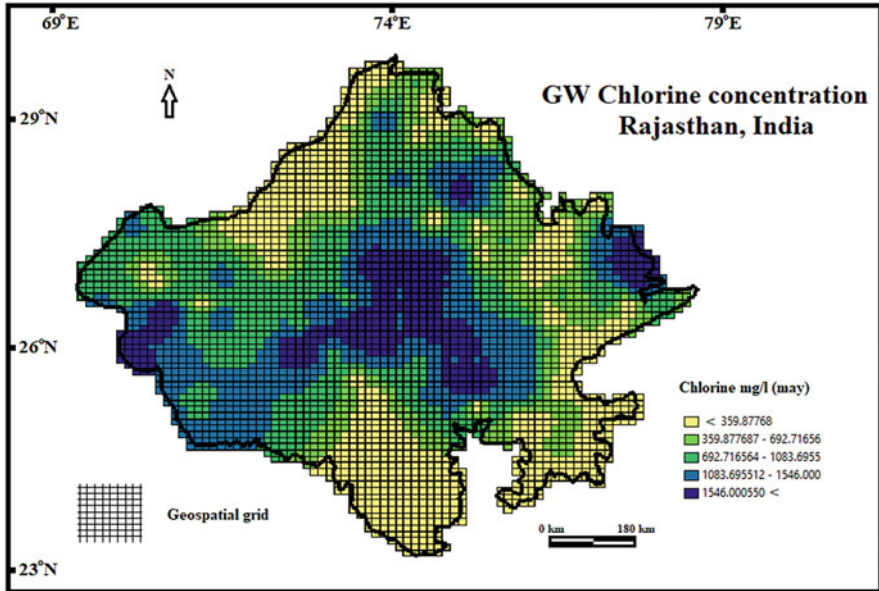 69°E 74°E 79°E
N
GW Chlorine concentration
Rajasthan, India
29°N
26°N
Chlorine mg/l (may)
< 359.87768
359.877687 - 692.71656
692.716564 - 1083.6955
1083.695512 - 1546.000
1546.000550 <
Geospatial grid
0 km 180 km
23°N